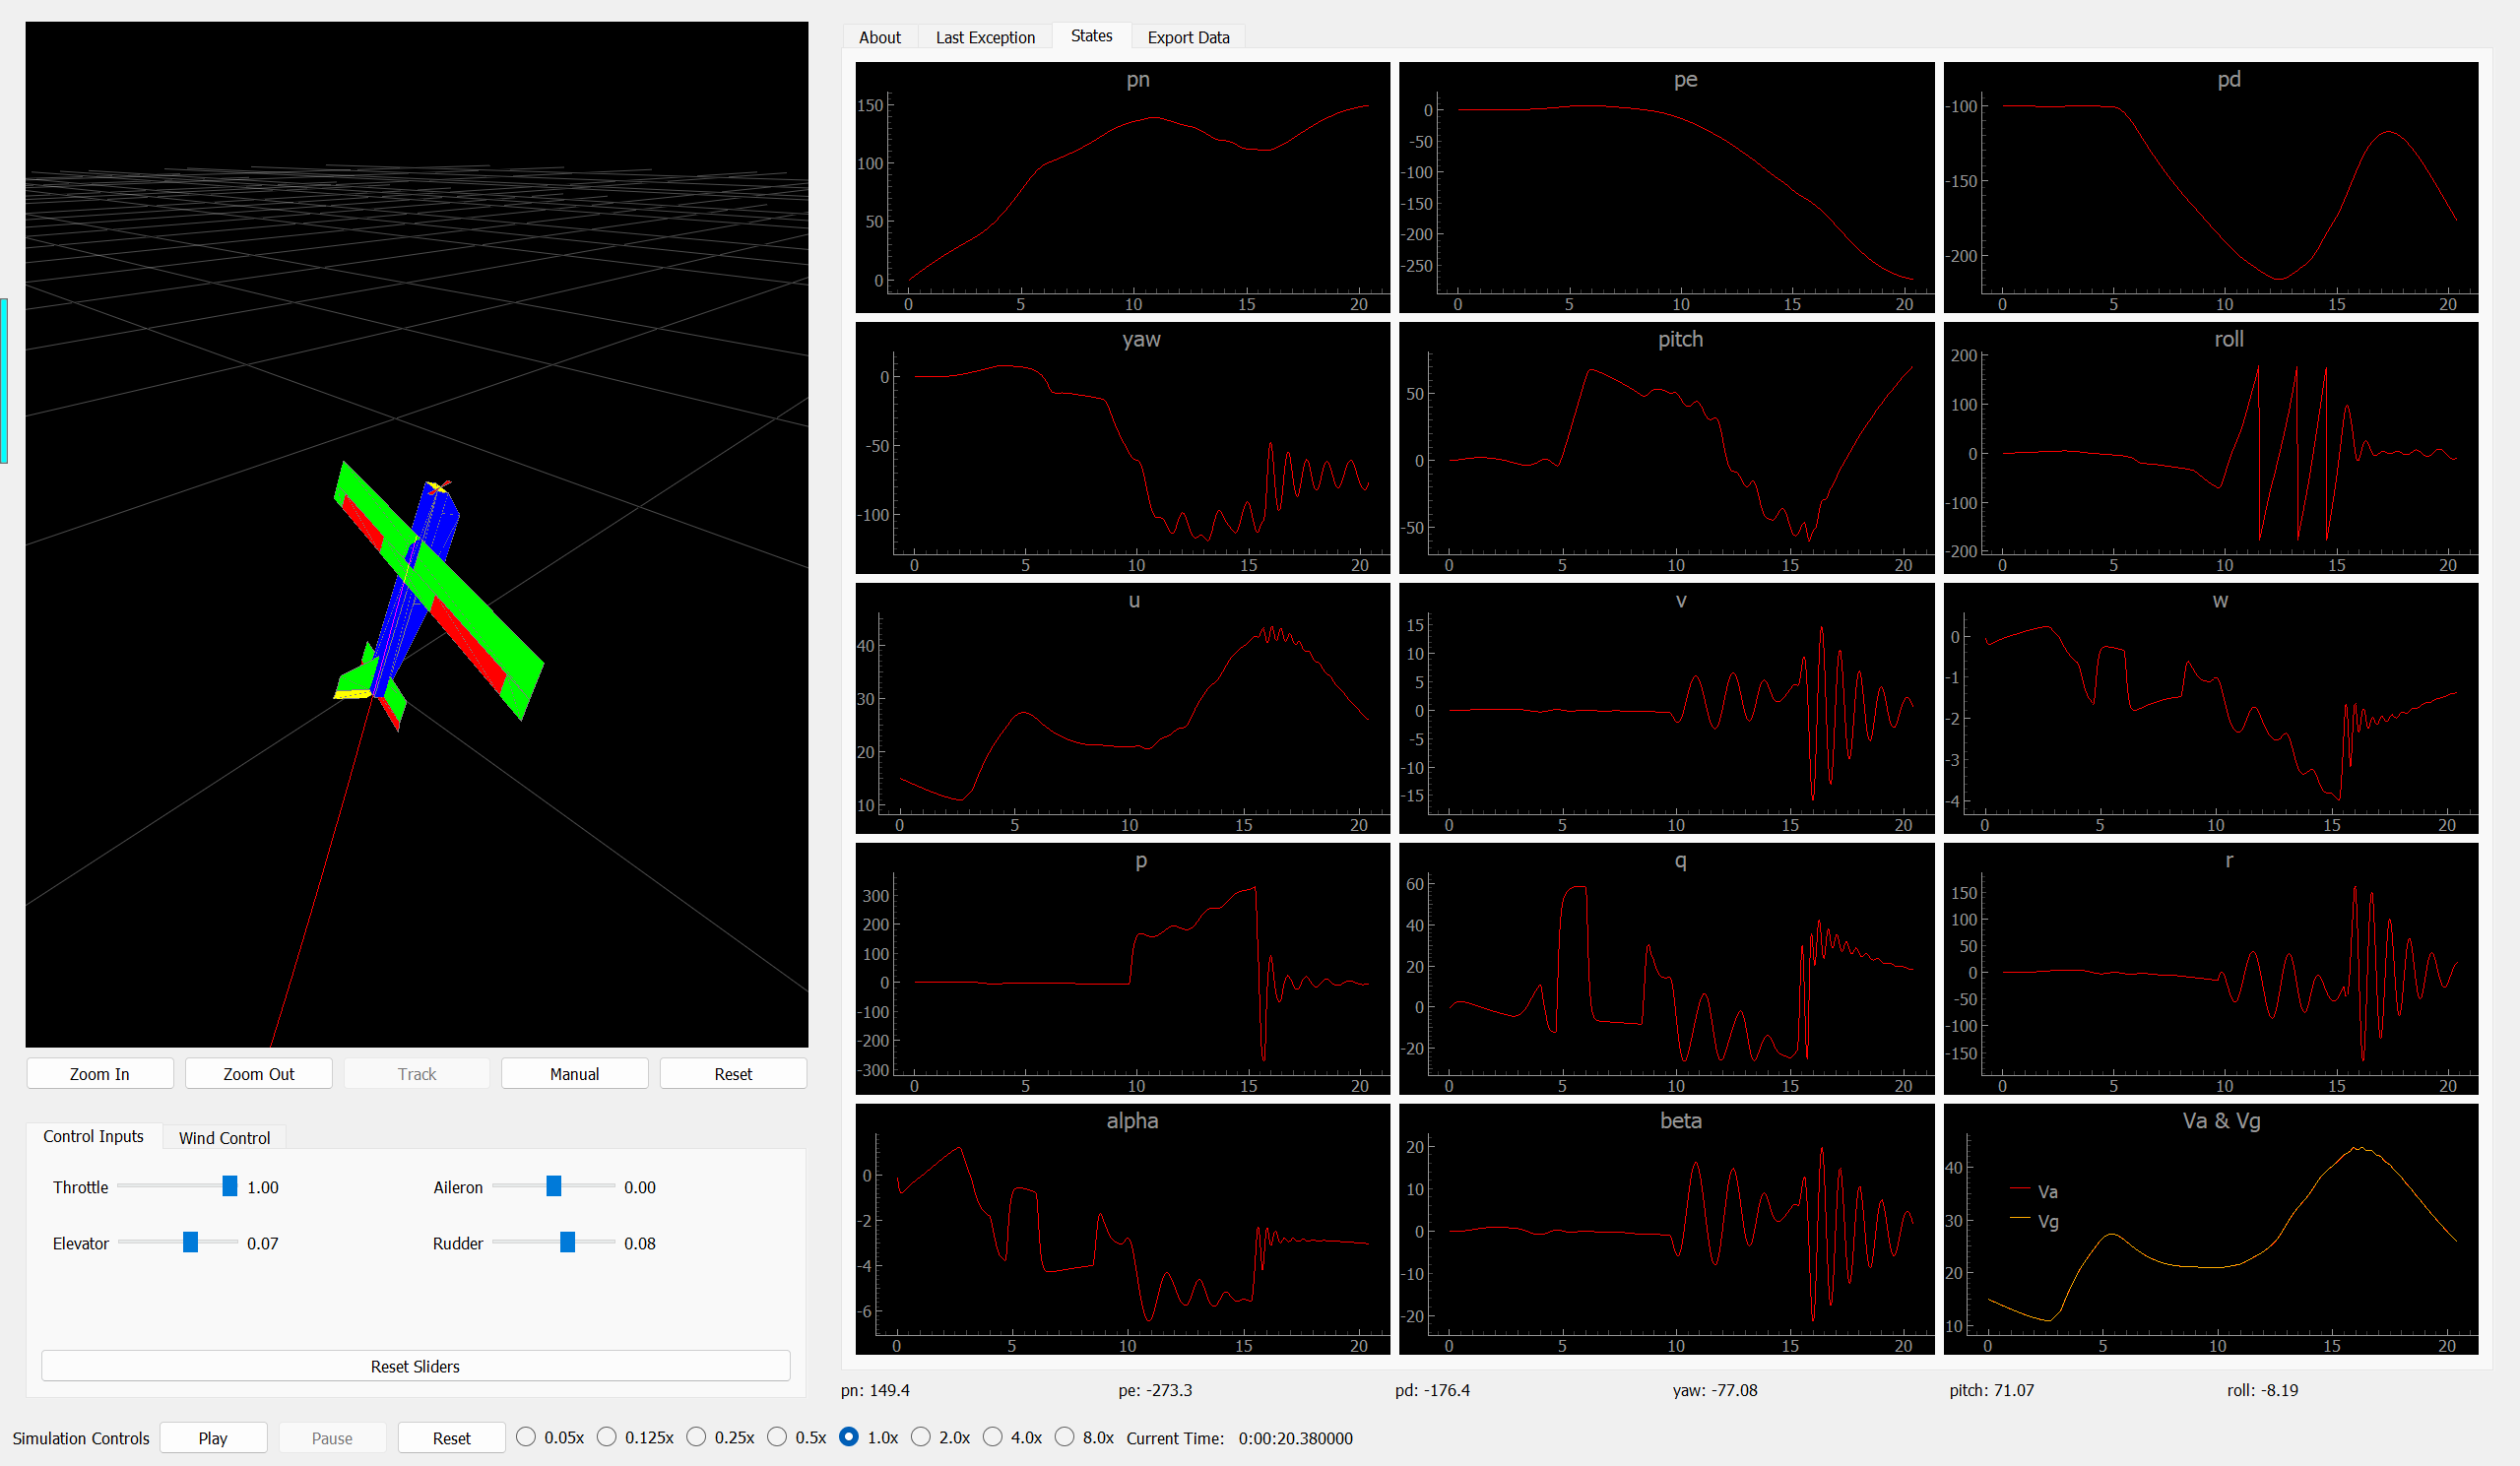 About Last Exception States Export Data
pn
150
100
50
0
0 5 10 15 20
pe
0
-50
-100
-150
-200
-250
0 5 10 15 20
pd
-100
-150
-200
0 5 10 15 20
yaw
0
-50
-100
0 5 10 15 20
pitch
50
0
-50
0 5 10 15 20
roll
200
100
0
-100
-200
0 5 10 15 20
u
40
30
20
10
0 5 10 15 20
v
15
10
5
0
-5
-10
-15
0 5 10 15 20
w
0
-1
-2
-3
-4
0 5 10 15 20
p
300
200
100
0
-100
-200
-300
0 5 10 15 20
q
60
40
20
0
-20
0 5 10 15 20
r
150
100
50
0
-50
-100
-150
0 5 10 15 20
alpha
0
-2
-4
-6
0 5 10 15 20
beta
20
10
0
-10
-20
0 5 10 15 20
Va & Vg
40
30
20
10
Va
Vg
0 5 10 15 20
pn: 149.4 pe: -273.3 pd: -176.4 yaw: -77.08 pitch: 71.07 roll: -8.19
Zoom In Zoom Out Track Manual Reset
Control Inputs Wind Control
Throttle 1.00 Aileron 0.00
Elevator 0.07 Rudder 0.08
Reset Sliders
Simulation Controls Play Pause Reset 0.05x 0.125x 0.25x 0.5x 1.0x 2.0x 4.0x 8.0x Current Time: 0:00:20.380000